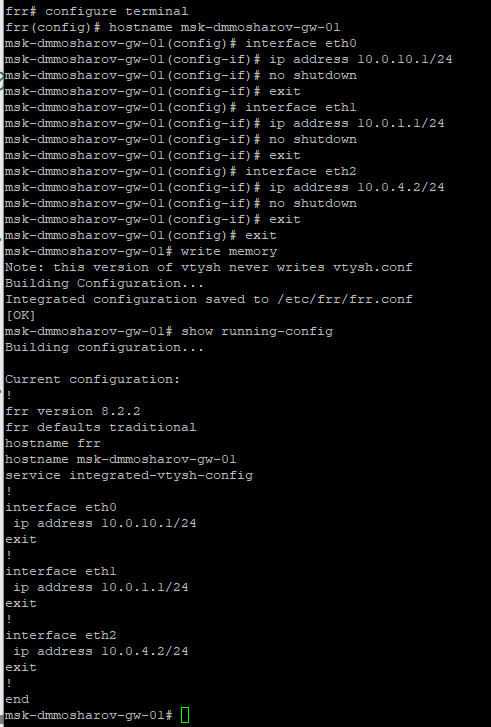 frr# configure terminal
frr(config)# hostname msk-dmmosharov-gw-01
msk-dmmosharov-gw-01(config)# interface eth0
msk-dmmosharov-gw-01(config-if)# ip address 10.0.10.1/24
msk-dmmosharov-gw-01(config-if)# no shutdown
msk-dmmosharov-gw-01(config-if)# exit
msk-dmmosharov-gw-01(config)# interface eth1
msk-dmmosharov-gw-01(config-if)# ip address 10.0.1.1/24
msk-dmmosharov-gw-01(config-if)# no shutdown
msk-dmmosharov-gw-01(config-if)# exit
msk-dmmosharov-gw-01(config)# interface eth2
msk-dmmosharov-gw-01(config-if)# ip address 10.0.4.2/24
msk-dmmosharov-gw-01(config-if)# no shutdown
msk-dmmosharov-gw-01(config-if)# exit
msk-dmmosharov-gw-01(config)# exit
msk-dmmosharov-gw-01# write memory
Note: this version of vtysh never writes vtysh.conf
Building Configuration...
Integrated configuration saved to /etc/frr/frr.conf
[OK]
msk-dmmosharov-gw-01# show running-config
Building configuration...

Current configuration:
!
frr version 8.2.2
frr defaults traditional
hostname frr
hostname msk-dmmosharov-gw-01
service integrated-vtysh-config
!
interface eth0
 ip address 10.0.10.1/24
exit
!
interface eth1
 ip address 10.0.1.1/24
exit
!
interface eth2
 ip address 10.0.4.2/24
exit
!
end
msk-dmmosharov-gw-01#